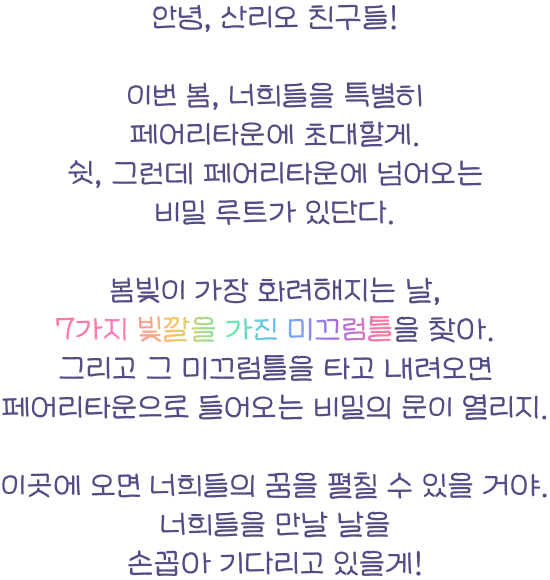 안녕, 산리오 친구들!
이번 봄, 너희들을 특별히
페어리타운에 초대할게.
쉿, 그런데 페어리타운에 넘어오는
비밀 루트가 있단다.
봄빛이 가장 화려해지는 날,
7가지 빛깔을 가진 미끄럼틀을 찾아.
그리고 그 미끄럼틀을 타고 내려오면
페어리타운으로 들어오는 비밀의 문이 열리지.
이곳에 오면 너희들의 꿈을 펼칠 수 있을 거야.
너희들을 만날 날을
손꼽아 기다리고 있을게!